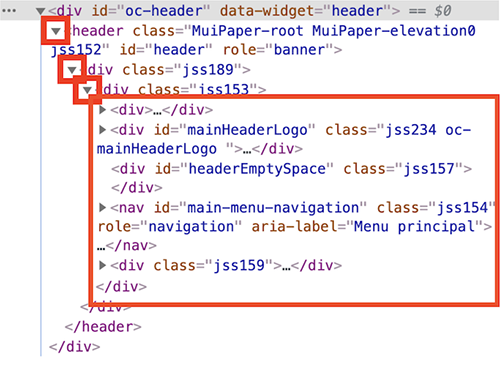 … <div id="oc-header" data-widget="header"> == $0
<header class="MuiPaper-root MuiPaper-elevation0
jss152" id="header" role="banner">
<div class="jss189">
<div class="jss153">
<div>…</div>
<div id="mainHeaderLogo" class="jss234 oc-
mainHeaderLogo ">…</div>
<div id="headerEmptySpace" class="jss157">
</div>
<nav id="main-menu-navigation" class="jss154"
role="navigation" aria-label="Menu principal">
…</nav>
<div class="jss159">…</div>
</div>
</div>
</header>
</div>